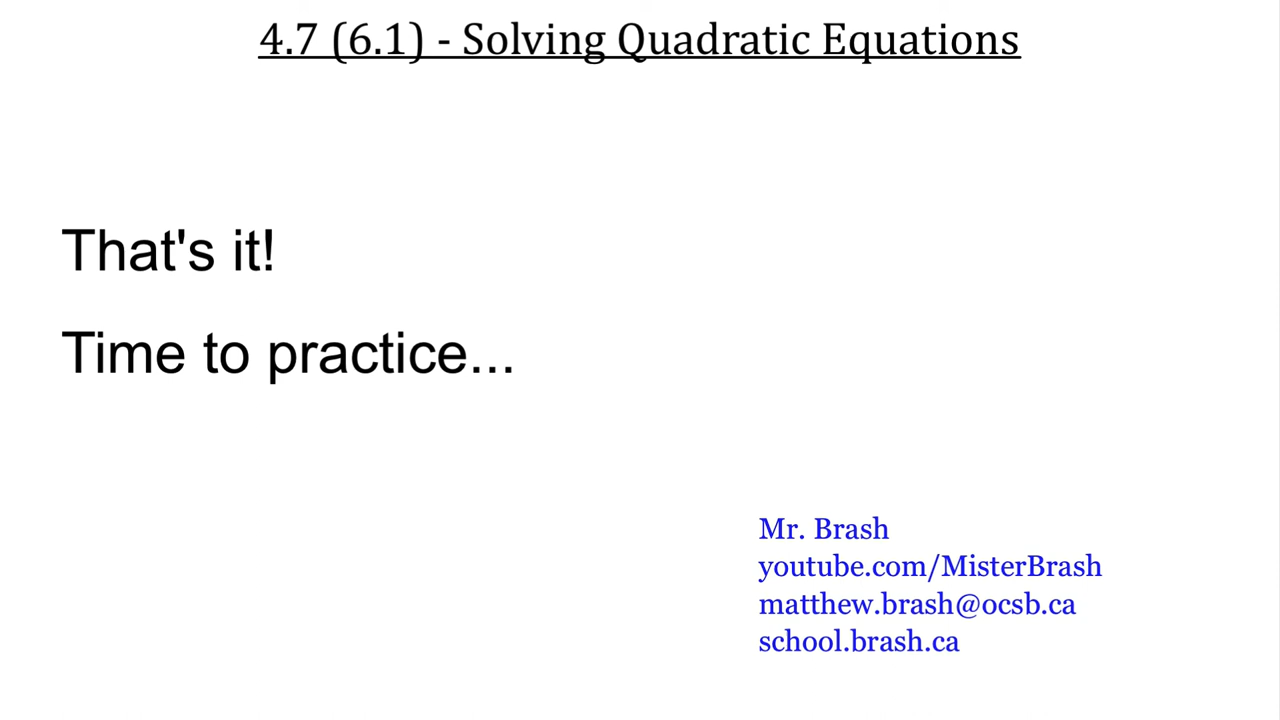 4.7 (6.1) - Solving Quadratic Equations
That's it!
Time to practice...
Mr. Brash
youtube.com/MisterBrash
matthew.brash@ocsb.ca
school.brash.ca